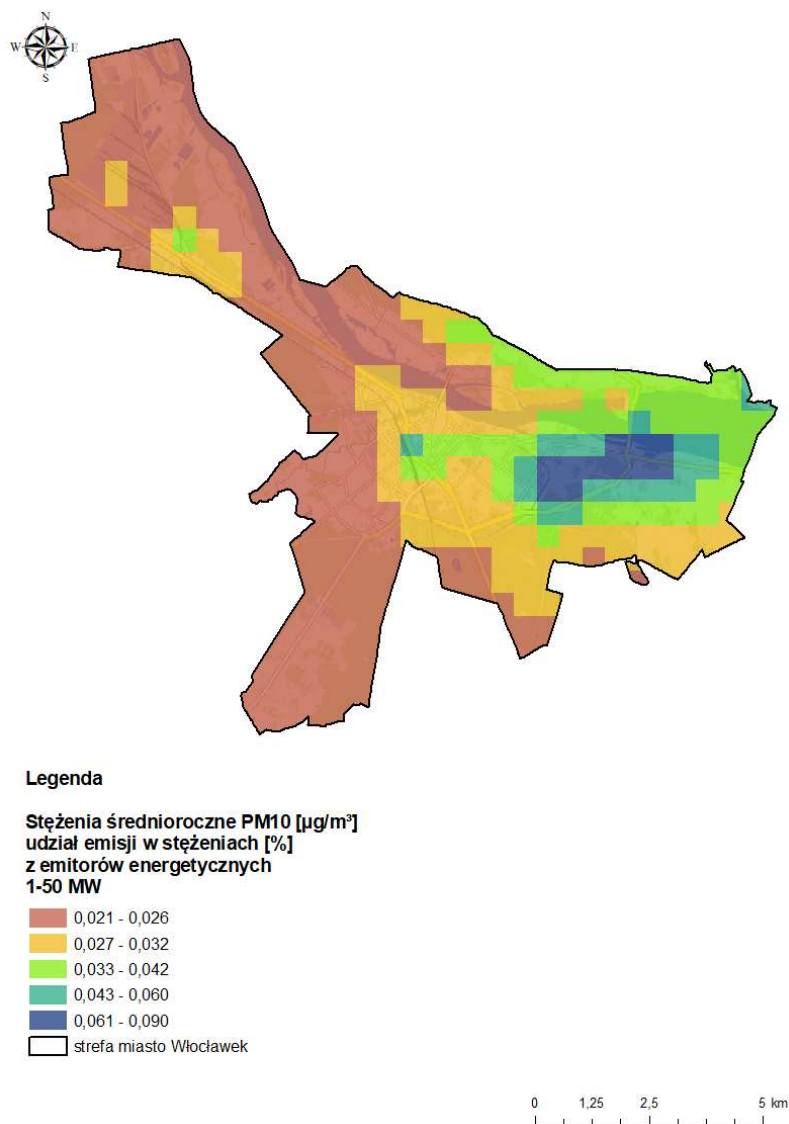 N
W E
S
Legenda
Stężenia średnioroczne PM10 [µg/m³]
udział emisji w stężeniach [%]
z emitorów energetycznych
1-50 MW
0,021 - 0,026
0,027 - 0,032
0,033 - 0,042
0,043 - 0,060
0,061 - 0,090
strefa miasto Włocławek
0 1,25 2,5 5 km